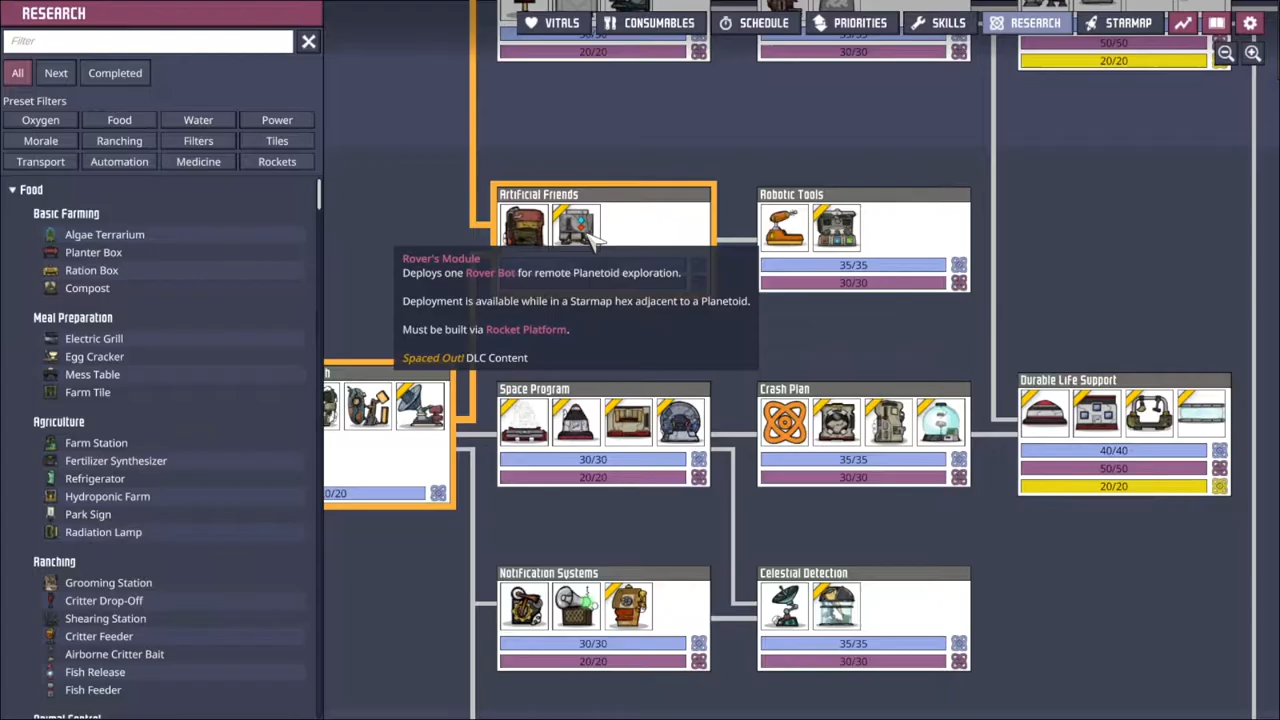 RESEARCH
VITALS
CONSUMABLES
SCHEDULE
PRIORITIES
SKILLS
RESEARCH
STARMAP
Filter
All
Next
Completed
Preset Filters
Oxygen
Food
Water
Power
Morale
Ranching
Filters
Tiles
Transport
Automation
Medicine
Rockets
Food
Basic Farming
Algae Terrarium
Planter Box
Ration Box
Compost
Meal Preparation
Electric Grill
Egg Cracker
Mess Table
Farm Tile
Agriculture
Farm Station
Fertilizer Synthesizer
Refrigerator
Hydroponic Farm
Park Sign
Radiation Lamp
Ranching
Grooming Station
Critter Drop-Off
Shearing Station
Critter Feeder
Airborne Critter Bait
Fish Release
Fish Feeder
Animal Control
20/20
30/30
50/50
20/20
Artificial Friends
Robotic Tools
35/35
30/30
Rover's Module
Deploys one Rover Bot for remote Planetoid exploration.
Deployment is available while in a Starmap hex adjacent to a Planetoid.
Must be built via Rocket Platform.
Spaced Out! DLC Content
Space Program
30/30
20/20
Crash Plan
35/35
30/30
Durable Life Support
40/40
50/50
20/20
Notification Systems
30/30
20/20
Celestial Detection
35/35
30/30